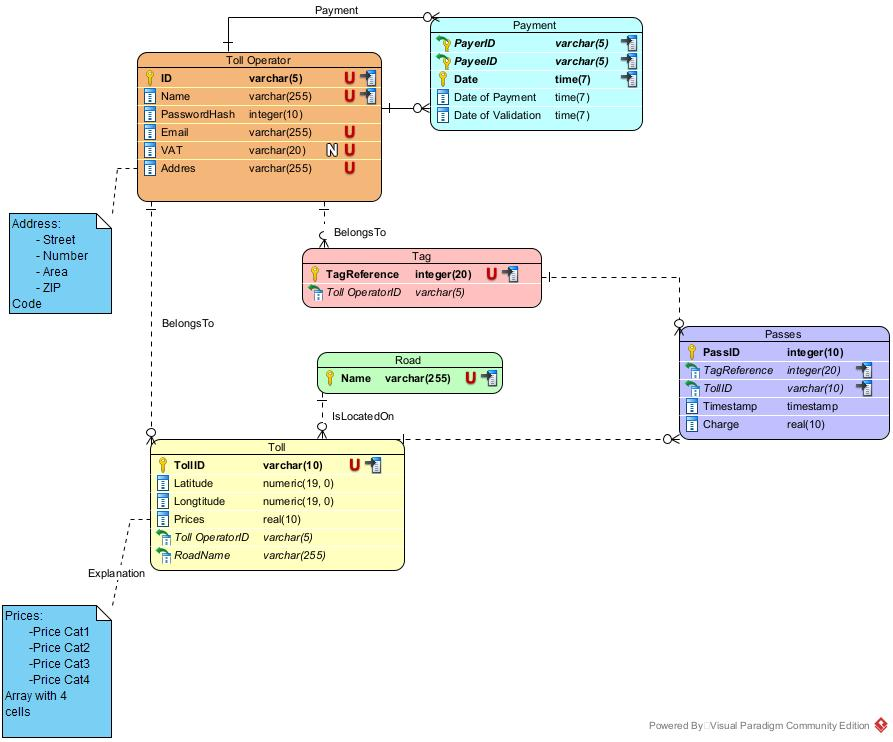 Payment
Payment
PayerID varchar(5)
PayeeID varchar(5)
Date time(7)
Date of Payment time(7)
Date of Validation time(7)
Toll Operator
ID varchar(5) U
Name varchar(255) U
PasswordHash integer(10)
Email varchar(255) U
VAT varchar(20) N U
Addres varchar(255) U
Address:
- Street
- Number
- Area
- ZIP
Code
BelongsTo
Tag
TagReference integer(20) U
Toll OperatorID varchar(5)
BelongsTo
Passes
PassID integer(10)
TagReference integer(20)
TollID varchar(10)
Timestamp timestamp
Charge real(10)
Road
Name varchar(255) U
IsLocatedOn
Toll
TollID varchar(10) U
Latitude numeric(19, 0)
Longtitude numeric(19, 0)
Prices real(10)
Toll OperatorID varchar(5)
RoadName varchar(255)
Explanation
Prices:
-Price Cat1
-Price Cat2
-Price Cat3
-Price Cat4
Array with 4
cells
Powered By Visual Paradigm Community Edition